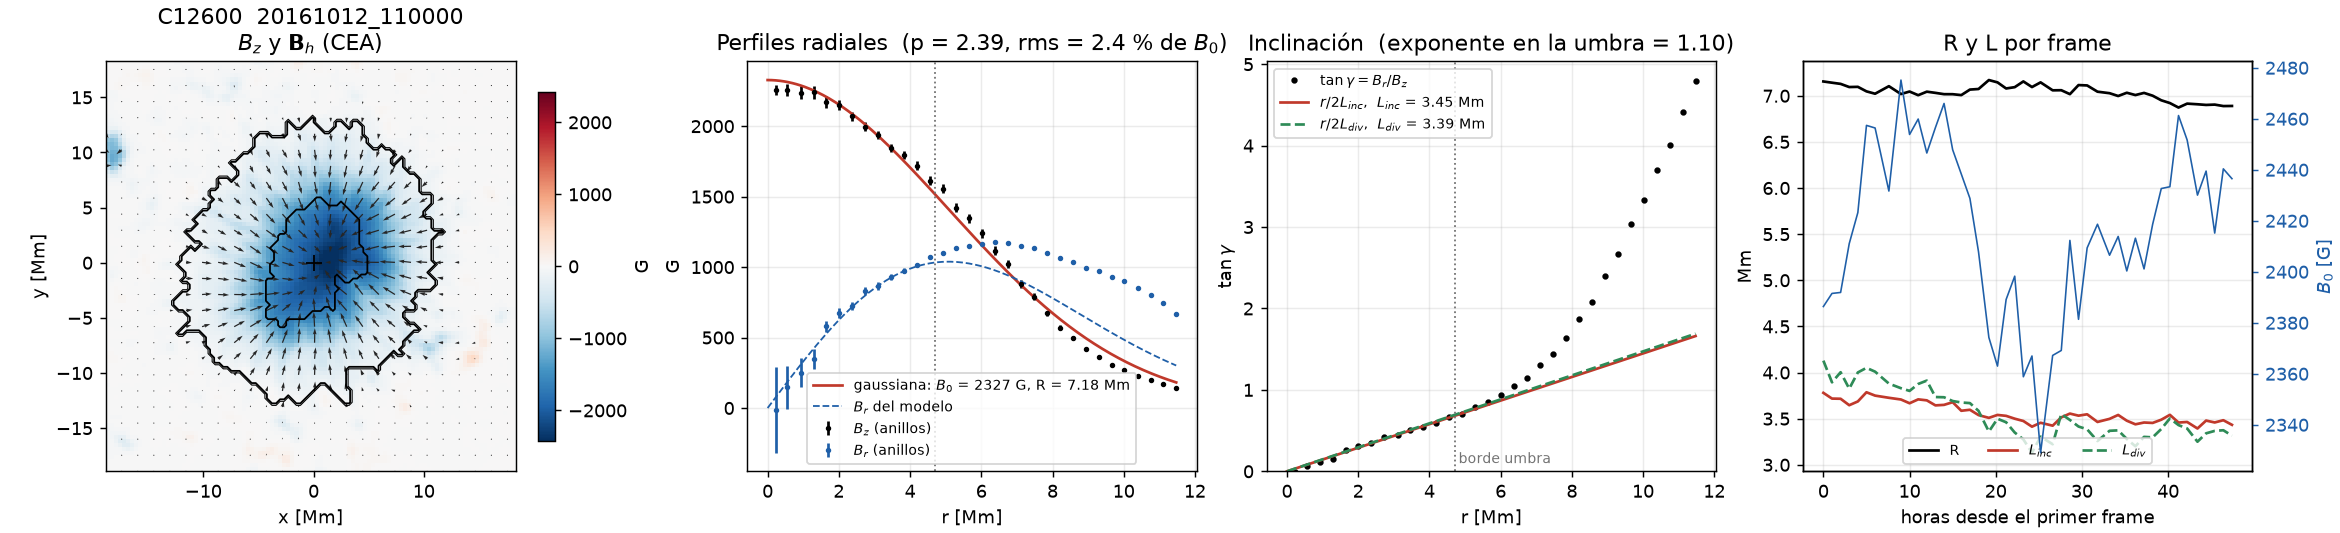 C12600  20161012_110000
B_z y B_h (CEA)
y [Mm]
15
10
5
0
−5
−10
−15
−10
0
10
x [Mm]
2000
1000
0
−1000
−2000
G
Perfiles radiales  (p = 2.39, rms = 2.4 % de B_0)
G
2000
1500
1000
500
0
gaussiana: B_0 = 2327 G, R = 7.18 Mm
B_r del modelo
B_z (anillos)
B_r (anillos)
0
2
4
6
8
10
12
r [Mm]
Inclinación  (exponente en la umbra = 1.10)
tan γ
5
4
3
2
1
0
tan γ = B_r/B_z
r/2L_inc,  L_inc = 3.45 Mm
r/2L_div,  L_div = 3.39 Mm
borde umbra
0
2
4
6
8
10
12
r [Mm]
R y L por frame
Mm
7.0
6.5
6.0
5.5
5.0
4.5
4.0
3.5
3.0
R
L_inc
L_div
0
10
20
30
40
horas desde el primer frame
2480
2460
2440
2420
2400
2380
2360
2340
B_0 [G]